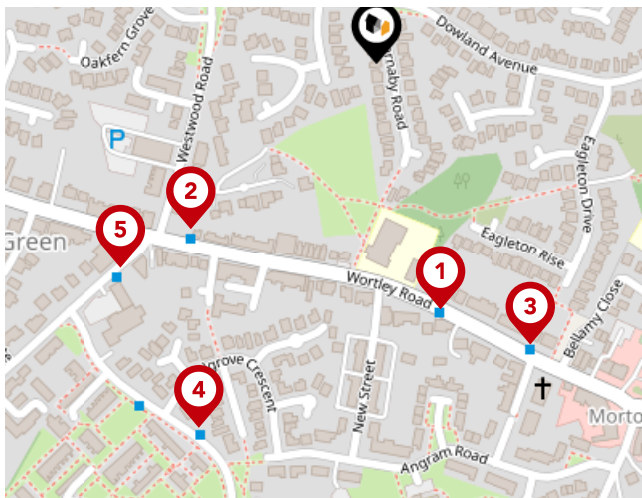 Oakfern Grove
Westwood Road
Dowland Avenue
Eagleton Drive
P
2
5
Green
Eagleton Rise
Wortley Road
1
3
Bellamy Close
New Street
4
Crescent
Angram Road